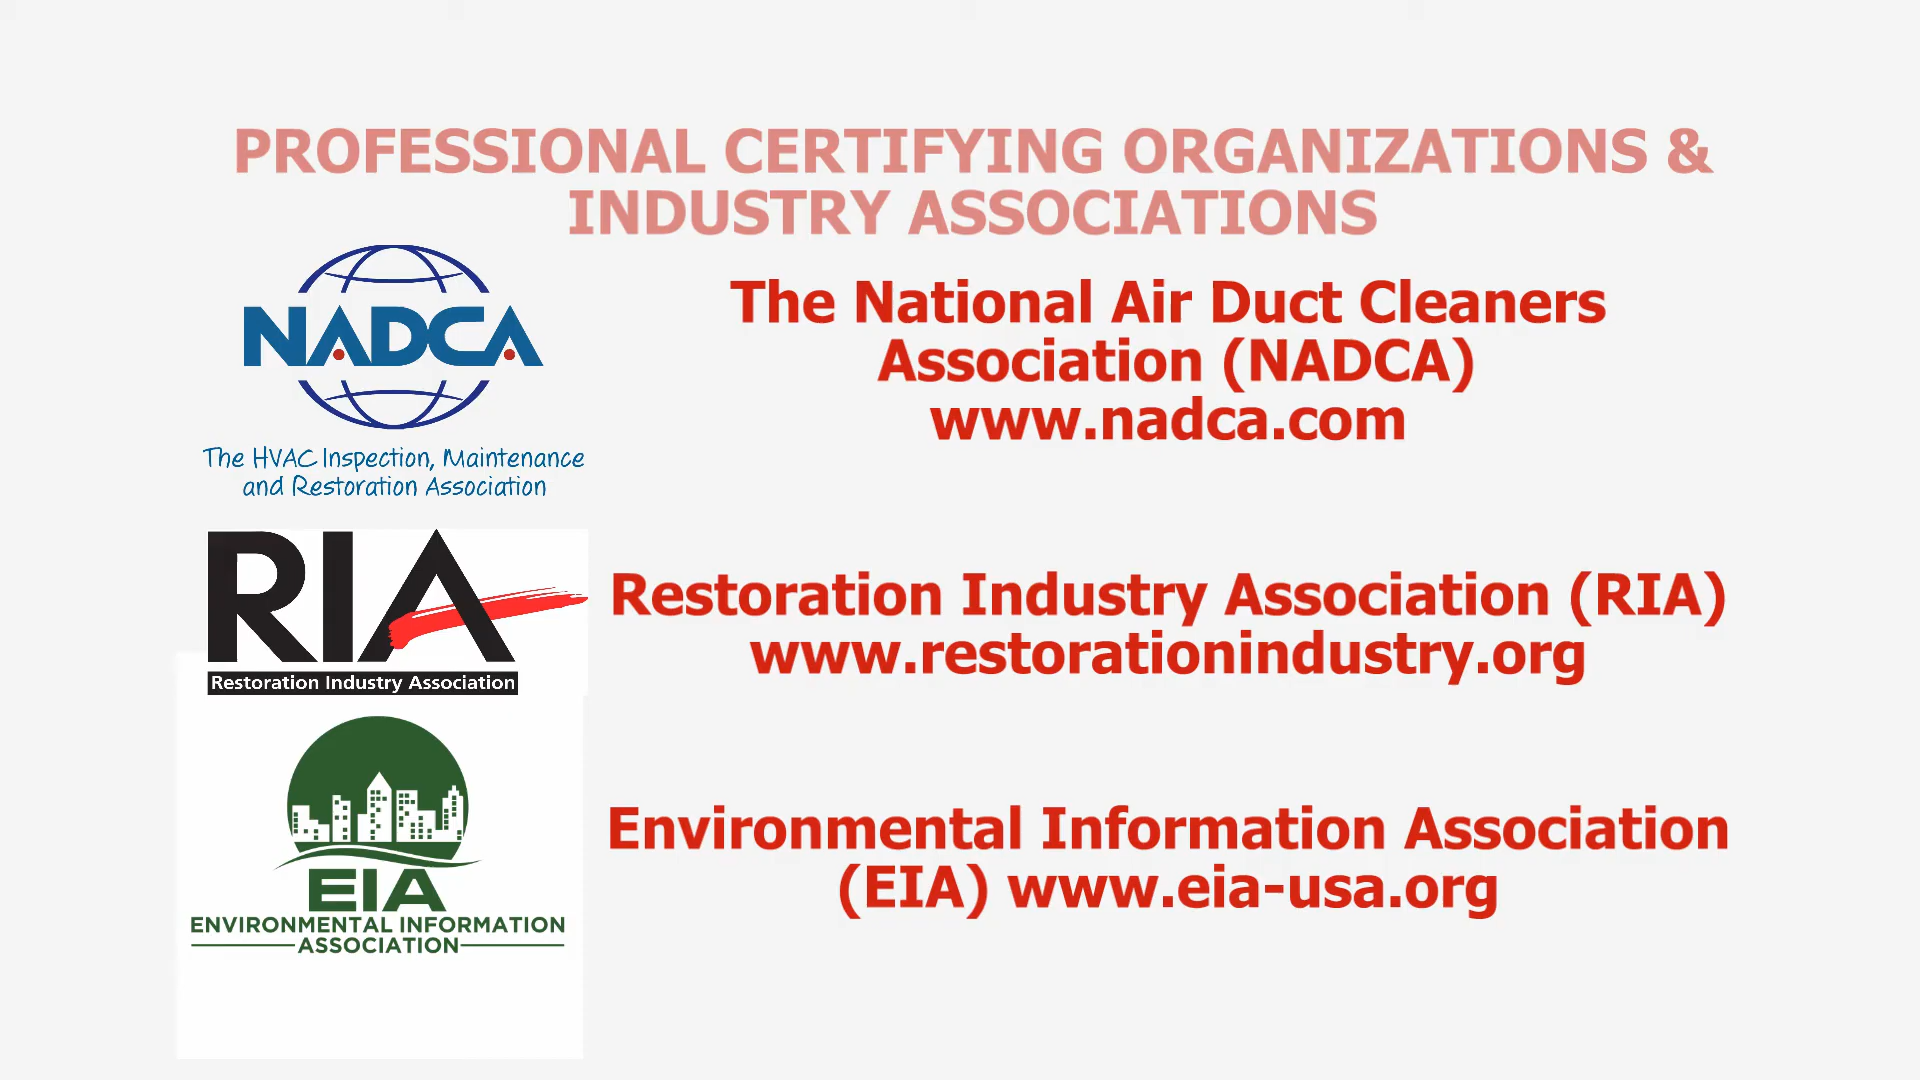 PROFESSIONAL CERTIFYING ORGANIZATIONS &
INDUSTRY ASSOCIATIONS
NADCA
The HVAC Inspection, Maintenance
and Restoration Association
The National Air Duct Cleaners
Association (NADCA)
www.nadca.com
RIA
Restoration Industry Association
Restoration Industry Association (RIA)
www.restorationindustry.org
EIA
ENVIRONMENTAL INFORMATION
ASSOCIATION
Environmental Information Association
(EIA) www.eia-usa.org